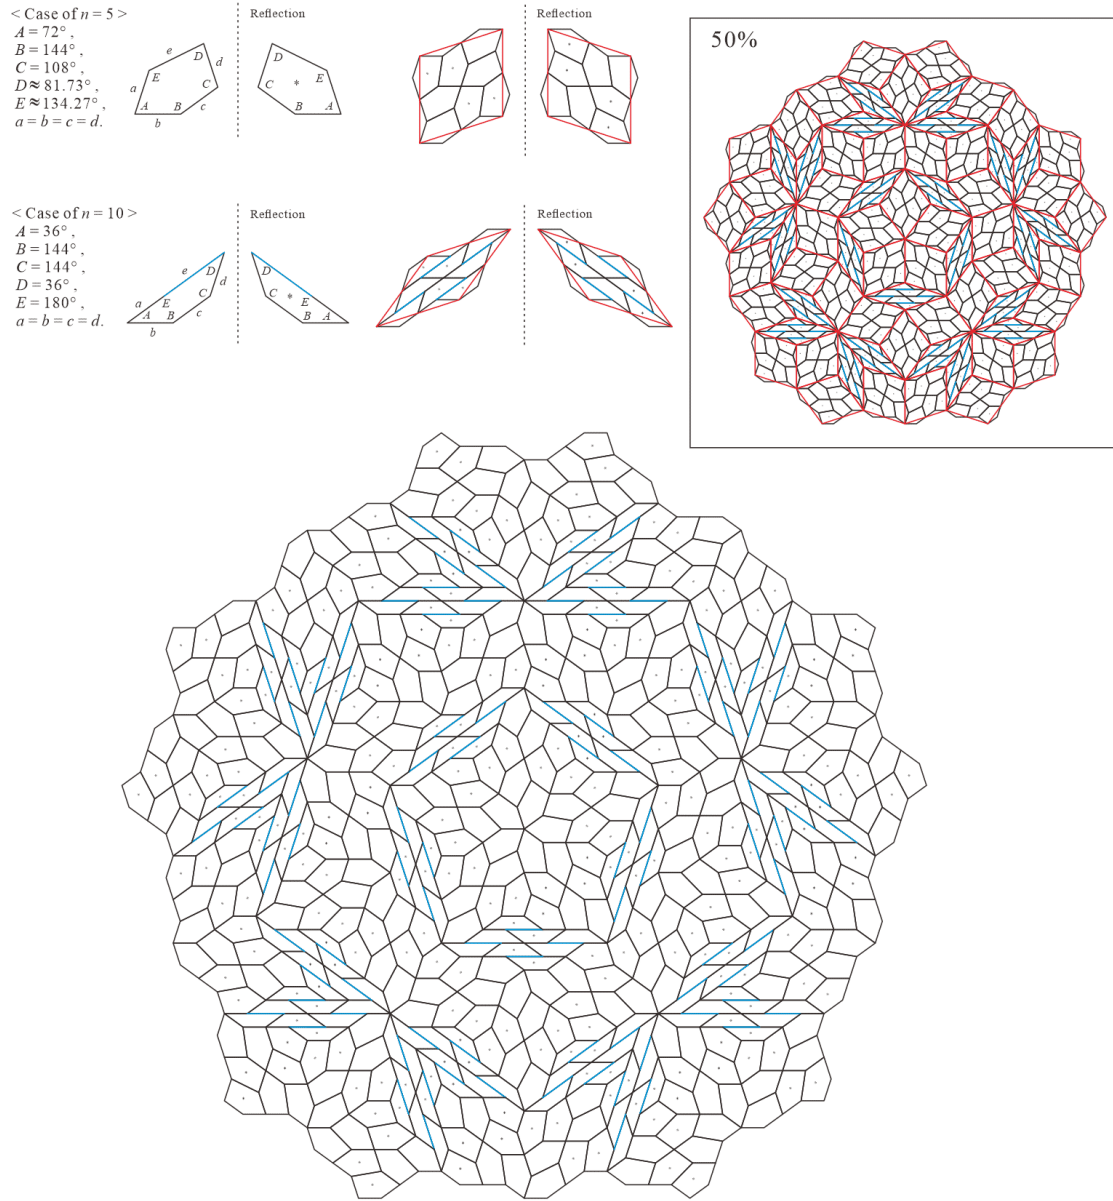 < Case of n = 5 >
A = 72° ,
B = 144° ,
C = 108° ,
D ≈ 81.73° ,
E ≈ 134.27° ,
a = b = c = d.
e
D
d
E
C
a
A
B
c
b
Reflection
D
E
C
*
B
A
Reflection
50%
< Case of n = 10 >
A = 36° ,
B = 144° ,
C = 144° ,
D = 36° ,
E = 180° ,
a = b = c = d.
e
D
d
a
E
C
A
B
c
b
Reflection
D
C
*
E
B
A
Reflection